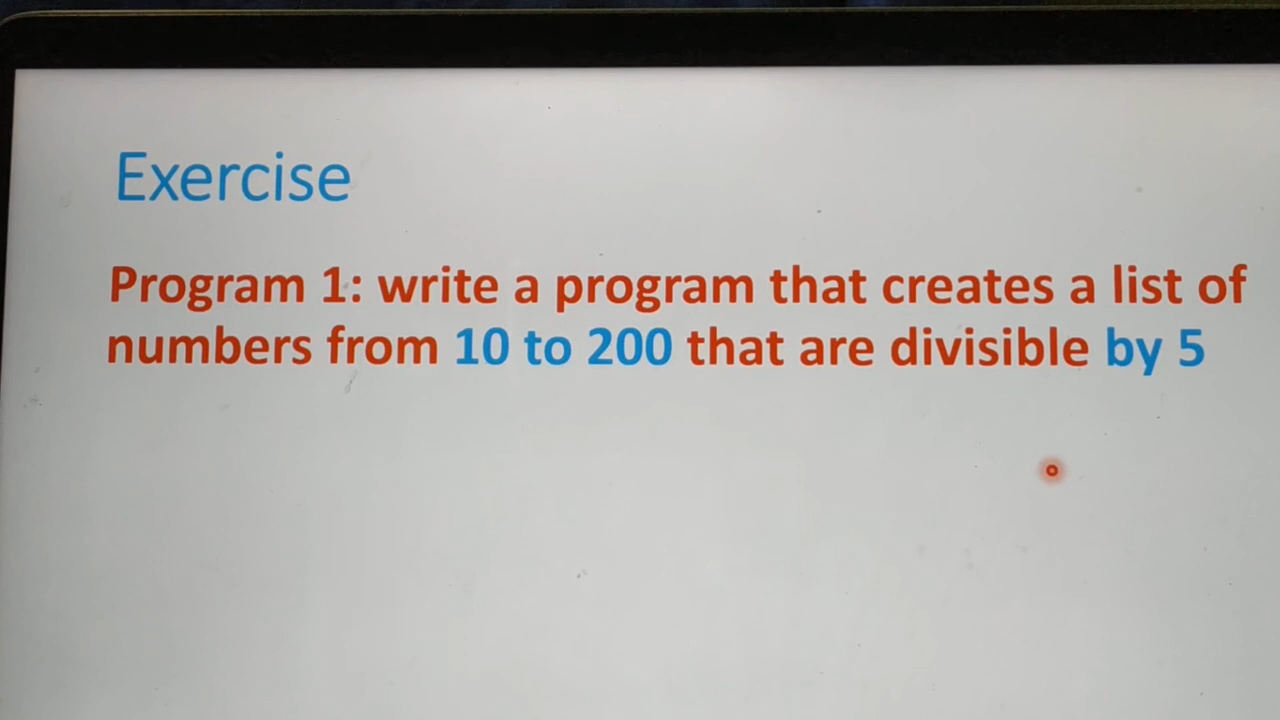 Exercise
Program 1: write a program that creates a list of
numbers from 10 to 200 that are divisible by 5